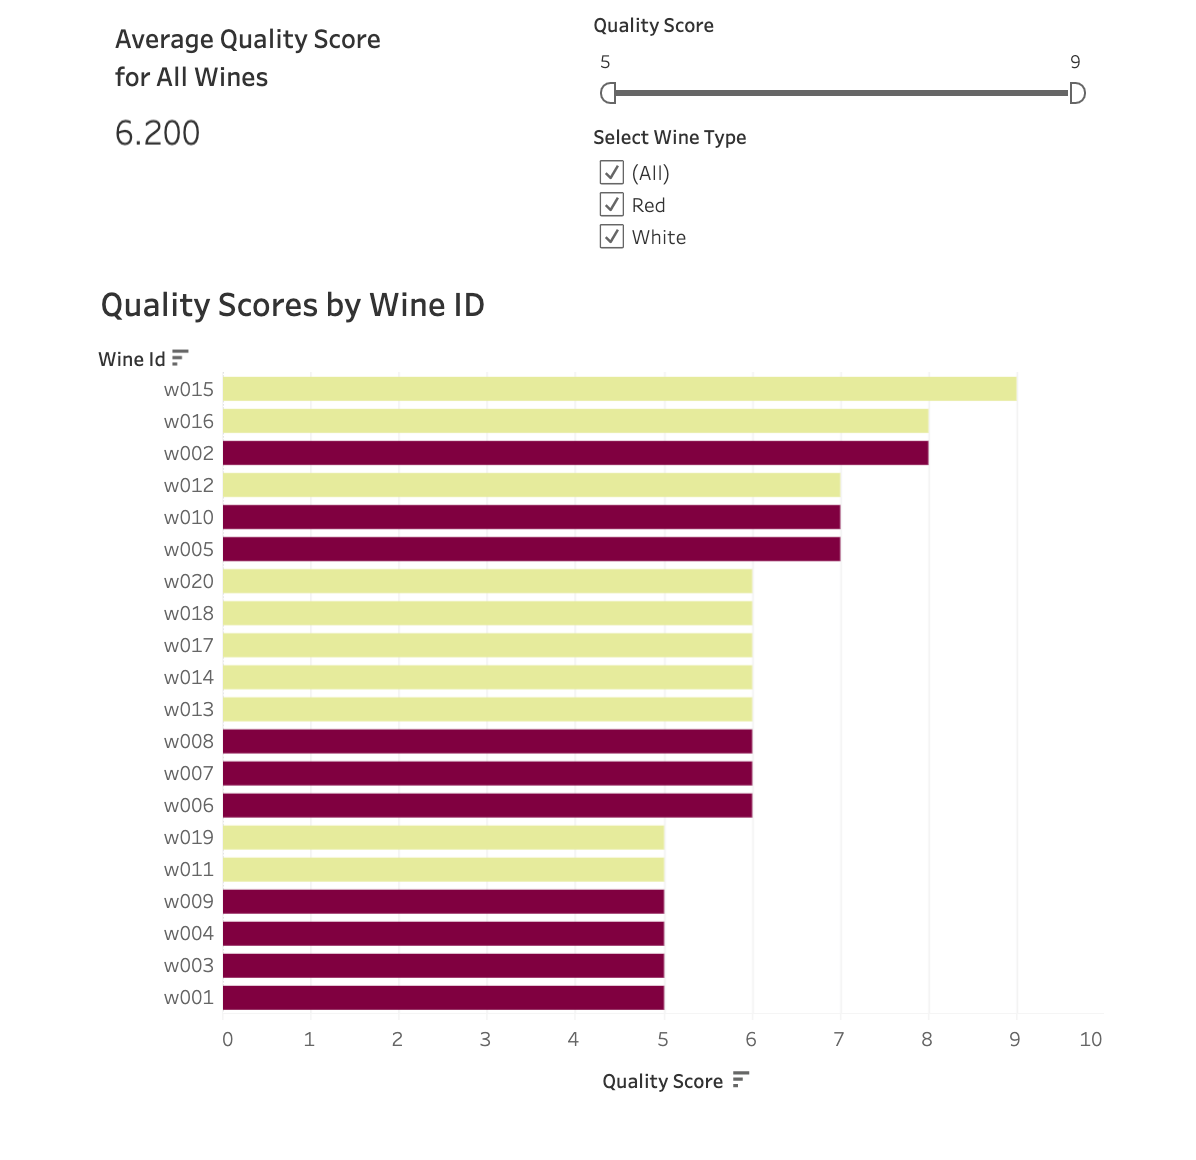 Average Quality Score
for All Wines
6.200
Quality Score
5 9
Select Wine Type
(All)
Red
White
Quality Scores by Wine ID
Wine Id
w015
w016
w002
w012
w010
w005
w020
w018
w017
w014
w013
w008
w007
w006
w019
w011
w009
w004
w003
w001
0 1 2 3 4 5 6 7 8 9 10
Quality Score